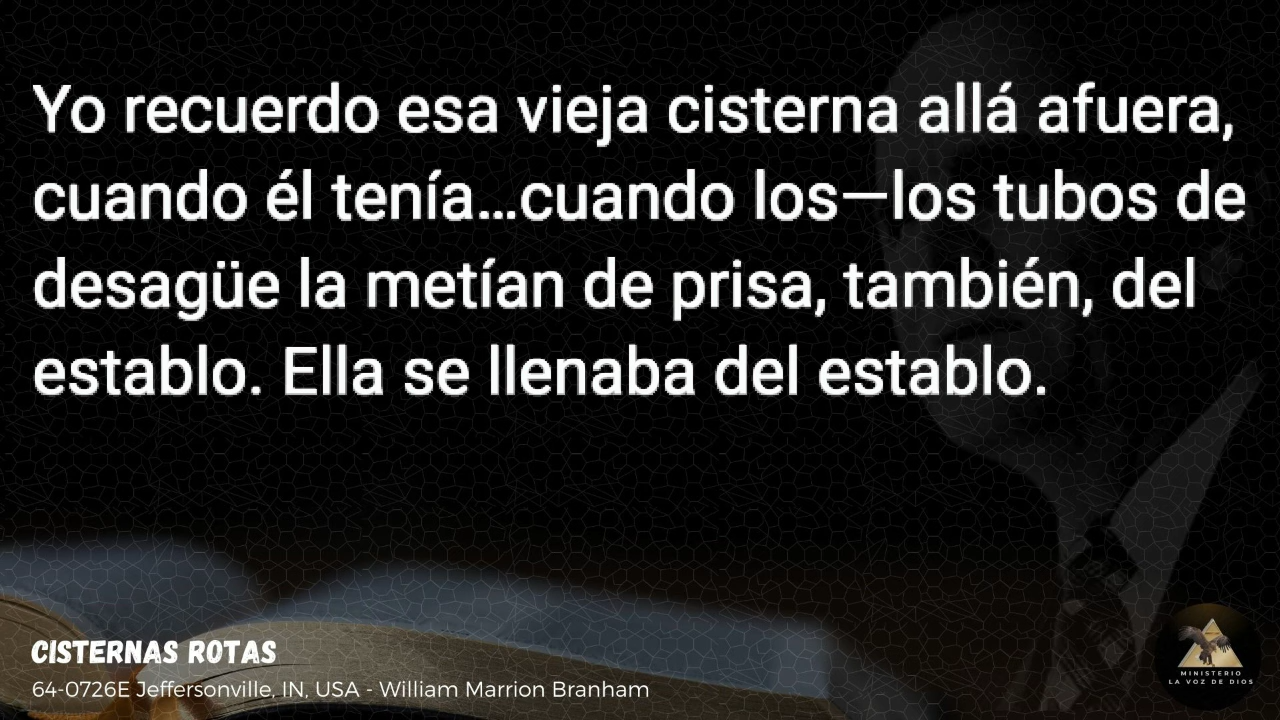 Yo recuerdo esa vieja cisterna allá afuera,
cuando él tenía...cuando los—los tubos de
desagüe la metían de prisa, también, del
establo. Ella se llenaba del establo.
CISTERNAS ROTAS
64-0726E Jeffersonville, IN, USA - William Marrion Branham
MINISTERIO
LA VOZ DE DIOS